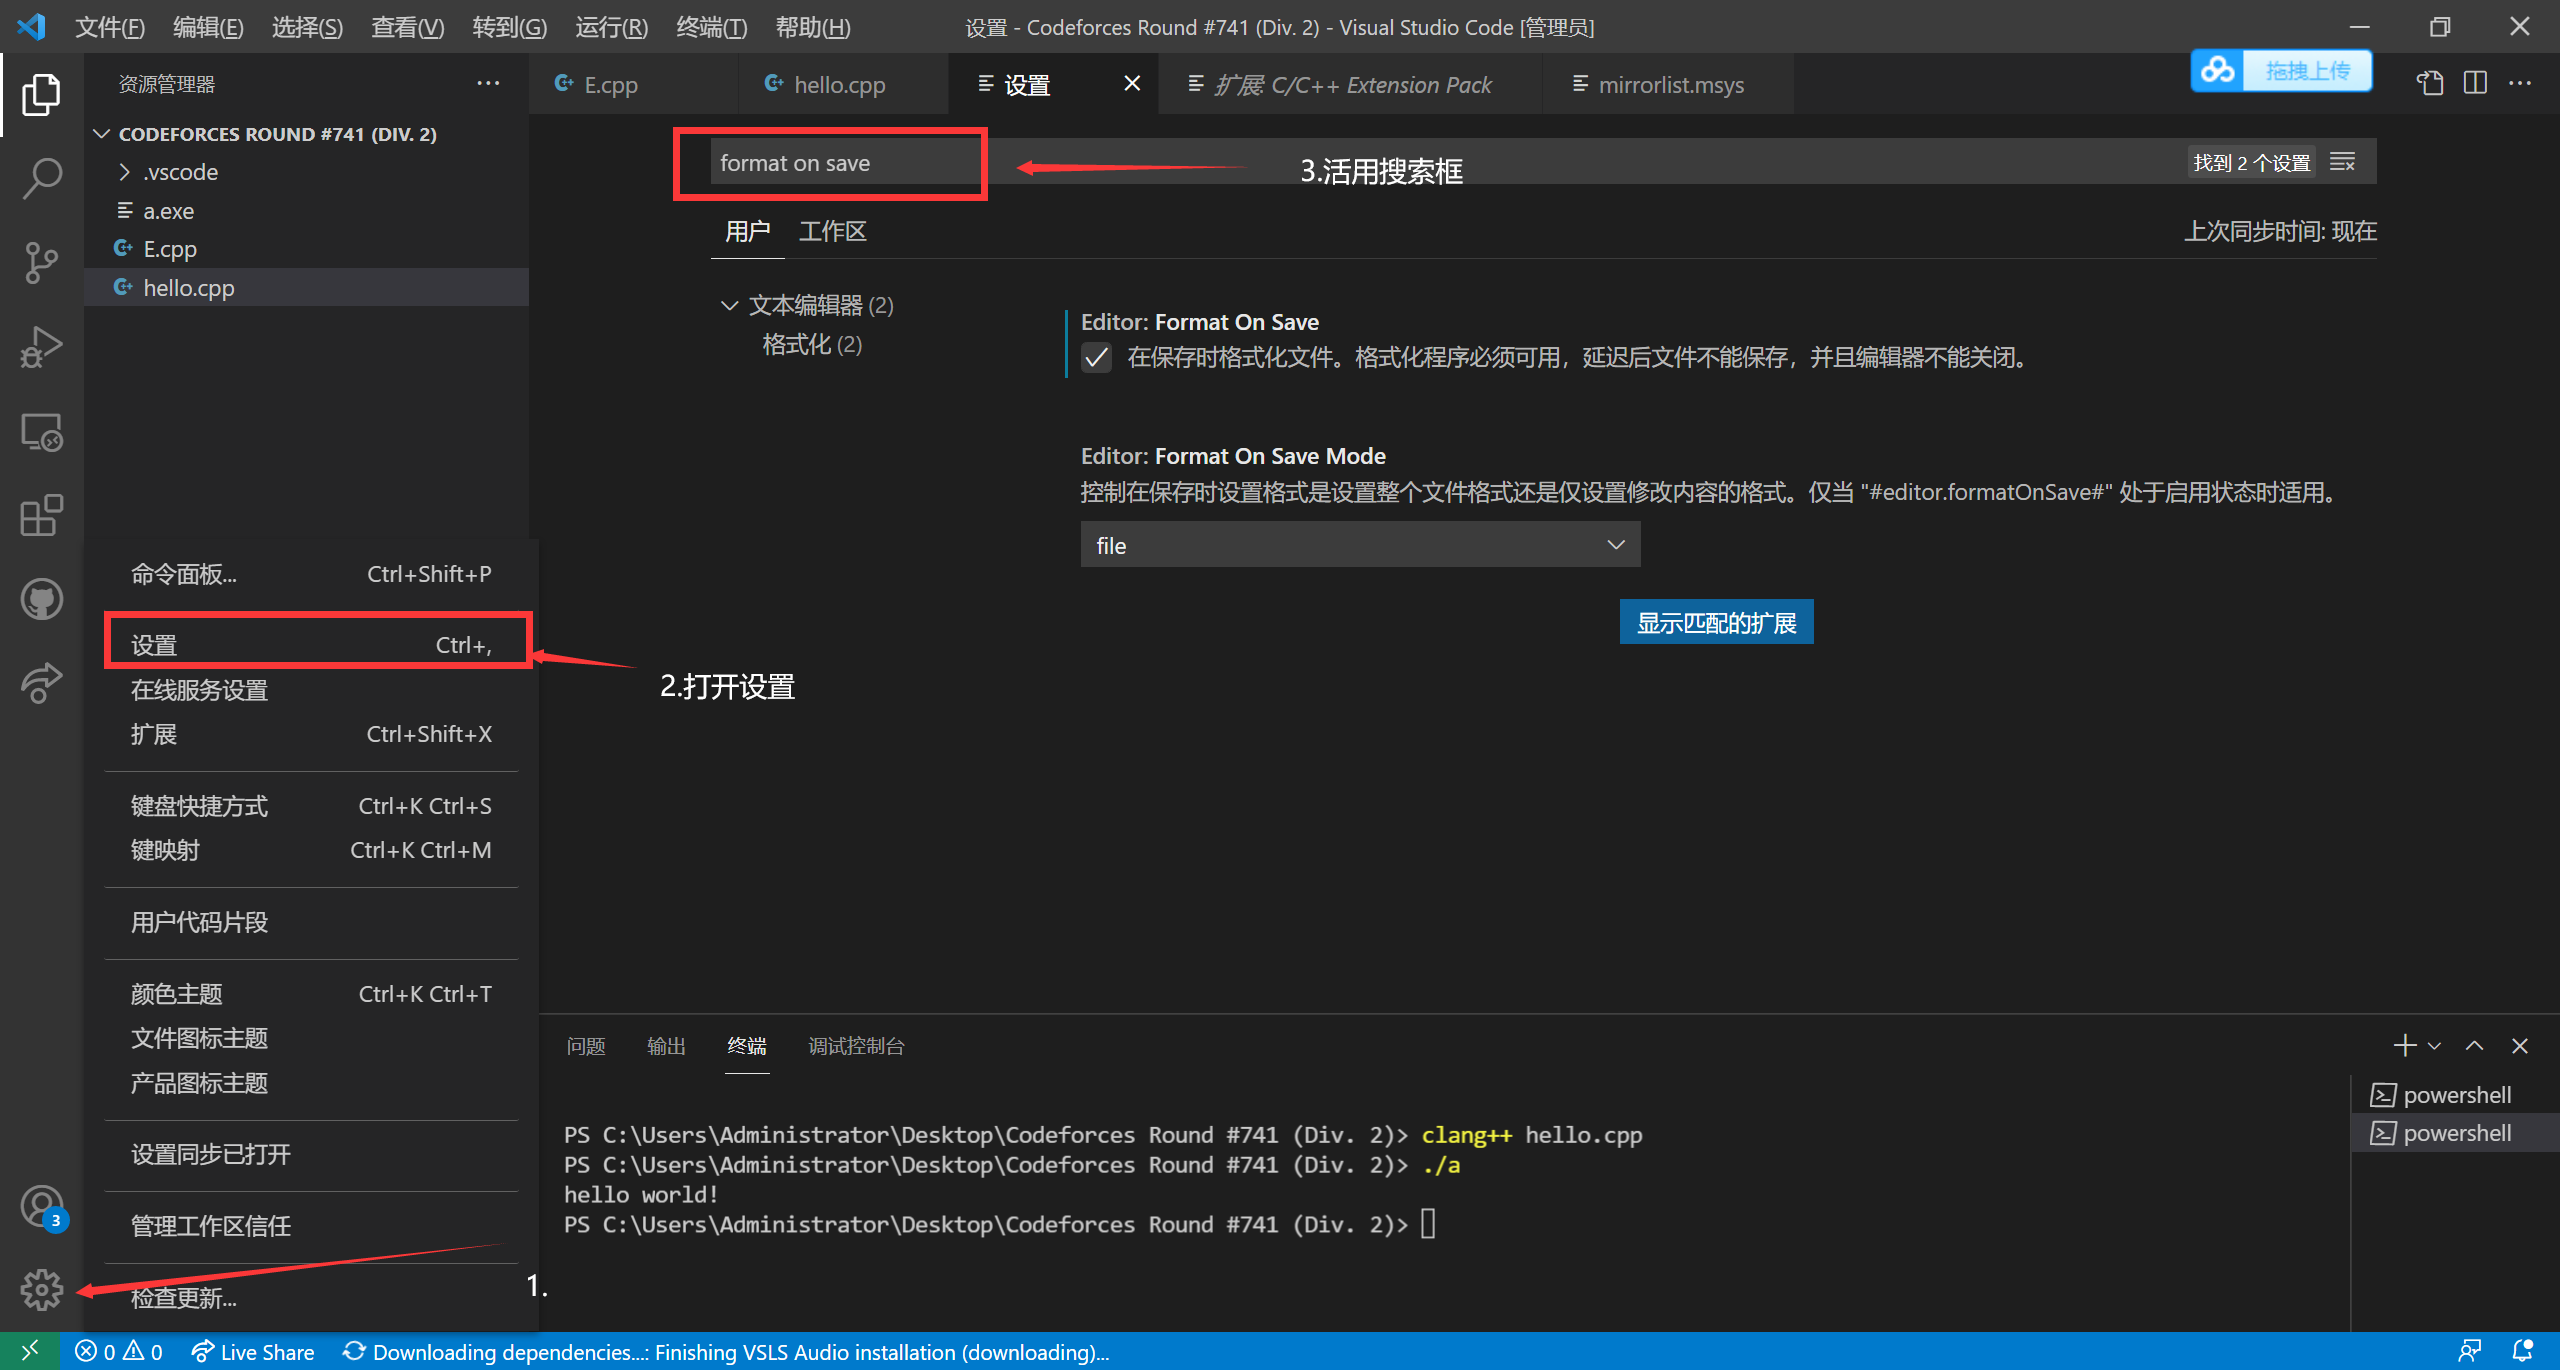 文件(F) 编辑(E) 选择(S) 查看(V) 转到(G) 运行(R) 终端(T) 帮助(H) 设置 - Codeforces Round #741 (Div. 2) - Visual Studio Code [管理员]
资源管理器
E.cpp hello.cpp 设置 扩展: C/C++ Extension Pack mirrorlist.msys
拖拽上传
CODEFORCES ROUND #741 (DIV. 2)
.vscode
a.exe
E.cpp
hello.cpp
format on save
3.活用搜索框
找到 2 个设置
用户 工作区
上次同步时间: 现在
文本编辑器 (2)
格式化 (2)
Editor: Format On Save
在保存时格式化文件。格式化程序必须可用，延迟后文件不能保存，并且编辑器不能关闭。
Editor: Format On Save Mode
控制在保存时设置格式是设置整个文件格式还是仅设置修改内容的格式。仅当 "#editor.formatOnSave#" 处于启用状态时适用。
file
显示匹配的扩展
命令面板... Ctrl+Shift+P
设置 Ctrl+,
2.打开设置
在线服务设置
扩展 Ctrl+Shift+X
键盘快捷方式 Ctrl+K Ctrl+S
键映射 Ctrl+K Ctrl+M
用户代码片段
颜色主题 Ctrl+K Ctrl+T
文件图标主题
产品图标主题
设置同步已打开
管理工作区信任
检查更新...
1.
3
问题 输出 终端 调试控制台
PS C:\Users\Administrator\Desktop\Codeforces Round #741 (Div. 2)> clang++ hello.cpp
PS C:\Users\Administrator\Desktop\Codeforces Round #741 (Div. 2)> ./a
hello world!
PS C:\Users\Administrator\Desktop\Codeforces Round #741 (Div. 2)>
powershell
powershell
0 0 Live Share Downloading dependencies...: Finishing VSLS Audio installation (downloading)...